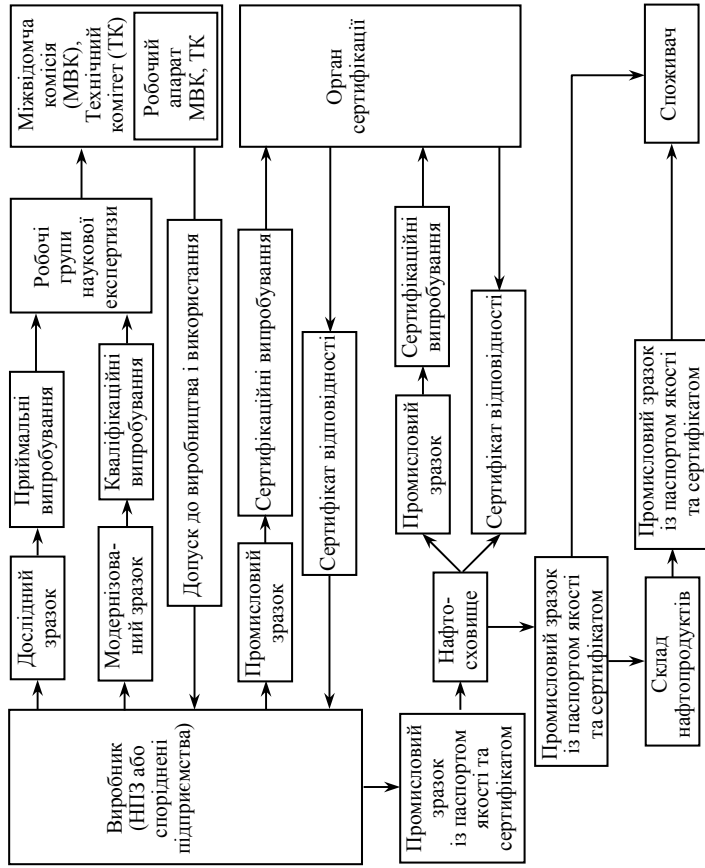 Виробник
(НПЗ або
споріднені
підприємства)
Дослідний
зразок
Приймальні
випробування
Модернізова-
ний зразок
Кваліфікаційні
випробування
Робочі
групи
наукової
експертизи
Міжвідомча
комісія
(МВК),
Технічний
комітет (ТК)
Робочий
апарат
МВК, ТК
Допуск до виробництва і використання
Промисловий
зразок
Сертифікаційні випробування
Сертифікат відповідності
Орган
сертифікації
Промисловий
зразок
із паспортом
якості та
сертифікатом
Нафто-
сховище
Промисловий
зразок
Сертифікаційні
випробування
Сертифікат відповідності
Промисловий зразок
із паспортом якості
та сертифікатом
Склад
нафтопродуктів
Промисловий зразок
із паспортом якості
та сертифікатом
Споживач